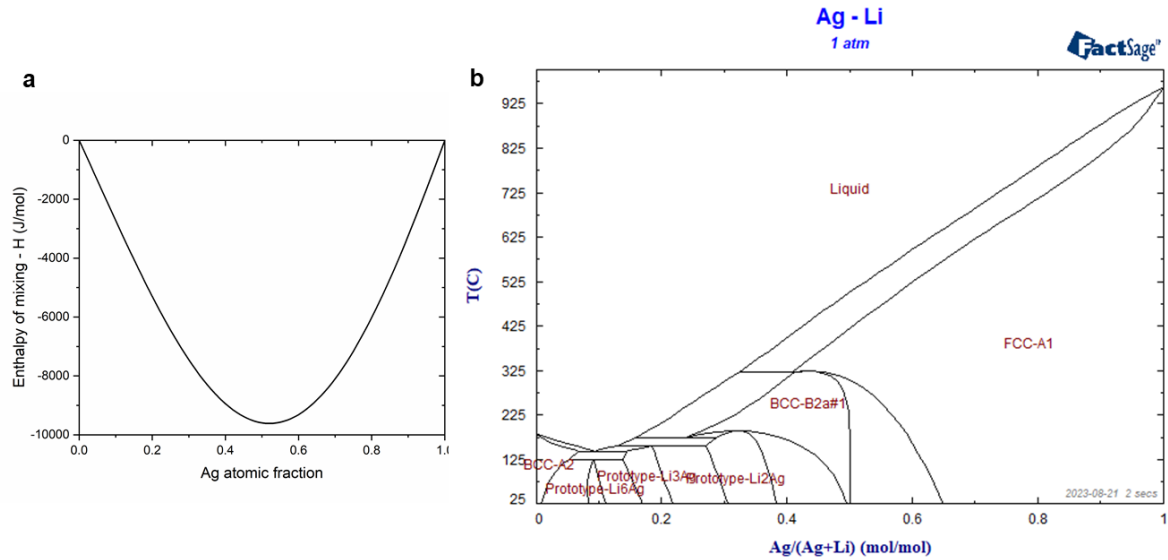 a
Enthalpy of mixing - H (J/mol)
0
-2000
-4000
-6000
-8000
-10000
0.0 0.2 0.4 0.6 0.8 1.0
Ag atomic fraction
b
Ag - Li
1 atm
FactSage™
T(C)
925
825
725
625
525
425
325
225
125
25
Liquid
FCC-A1
BCC-B2a#1
BCC-A2
Prototype-Li3Ag
Prototype-Li2Ag
Prototype-Li6Ag
2023-08-21 2 secs
0 0.2 0.4 0.6 0.8 1
Ag/(Ag+Li) (mol/mol)